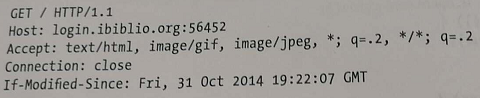 GET / HTTP/1.1
Host: login.ibiblio.org:56452
Accept: text/html, image/gif, image/jpeg, *; q=.2, */*; q=.2
Connection: close
If-Modified-Since: Fri, 31 Oct 2014 19:22:07 GMT